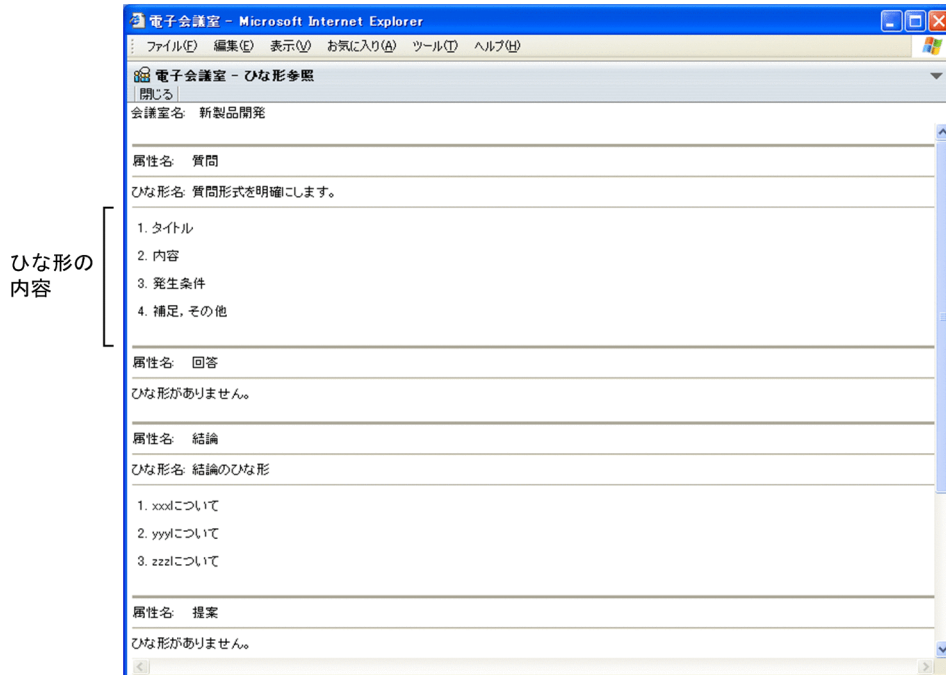 電子会議室 - Microsoft Internet Explorer
ファイル(F) 編集(E) 表示(V) お気に入り(A) ツール(T) ヘルプ(H)
電子会議室 - ひな形参照
閉じる
会議室名: 新製品開発
属性名: 質問
ひな形名: 質問形式を明確にします。
ひな形の
内容
1. タイトル
2. 内容
3. 発生条件
4. 補足，その他
属性名: 回答
ひな形がありません。
属性名: 結論
ひな形名: 結論のひな形
1. xxxについて
2. yyyについて
3. zzzについて
属性名: 提案
ひな形がありません。